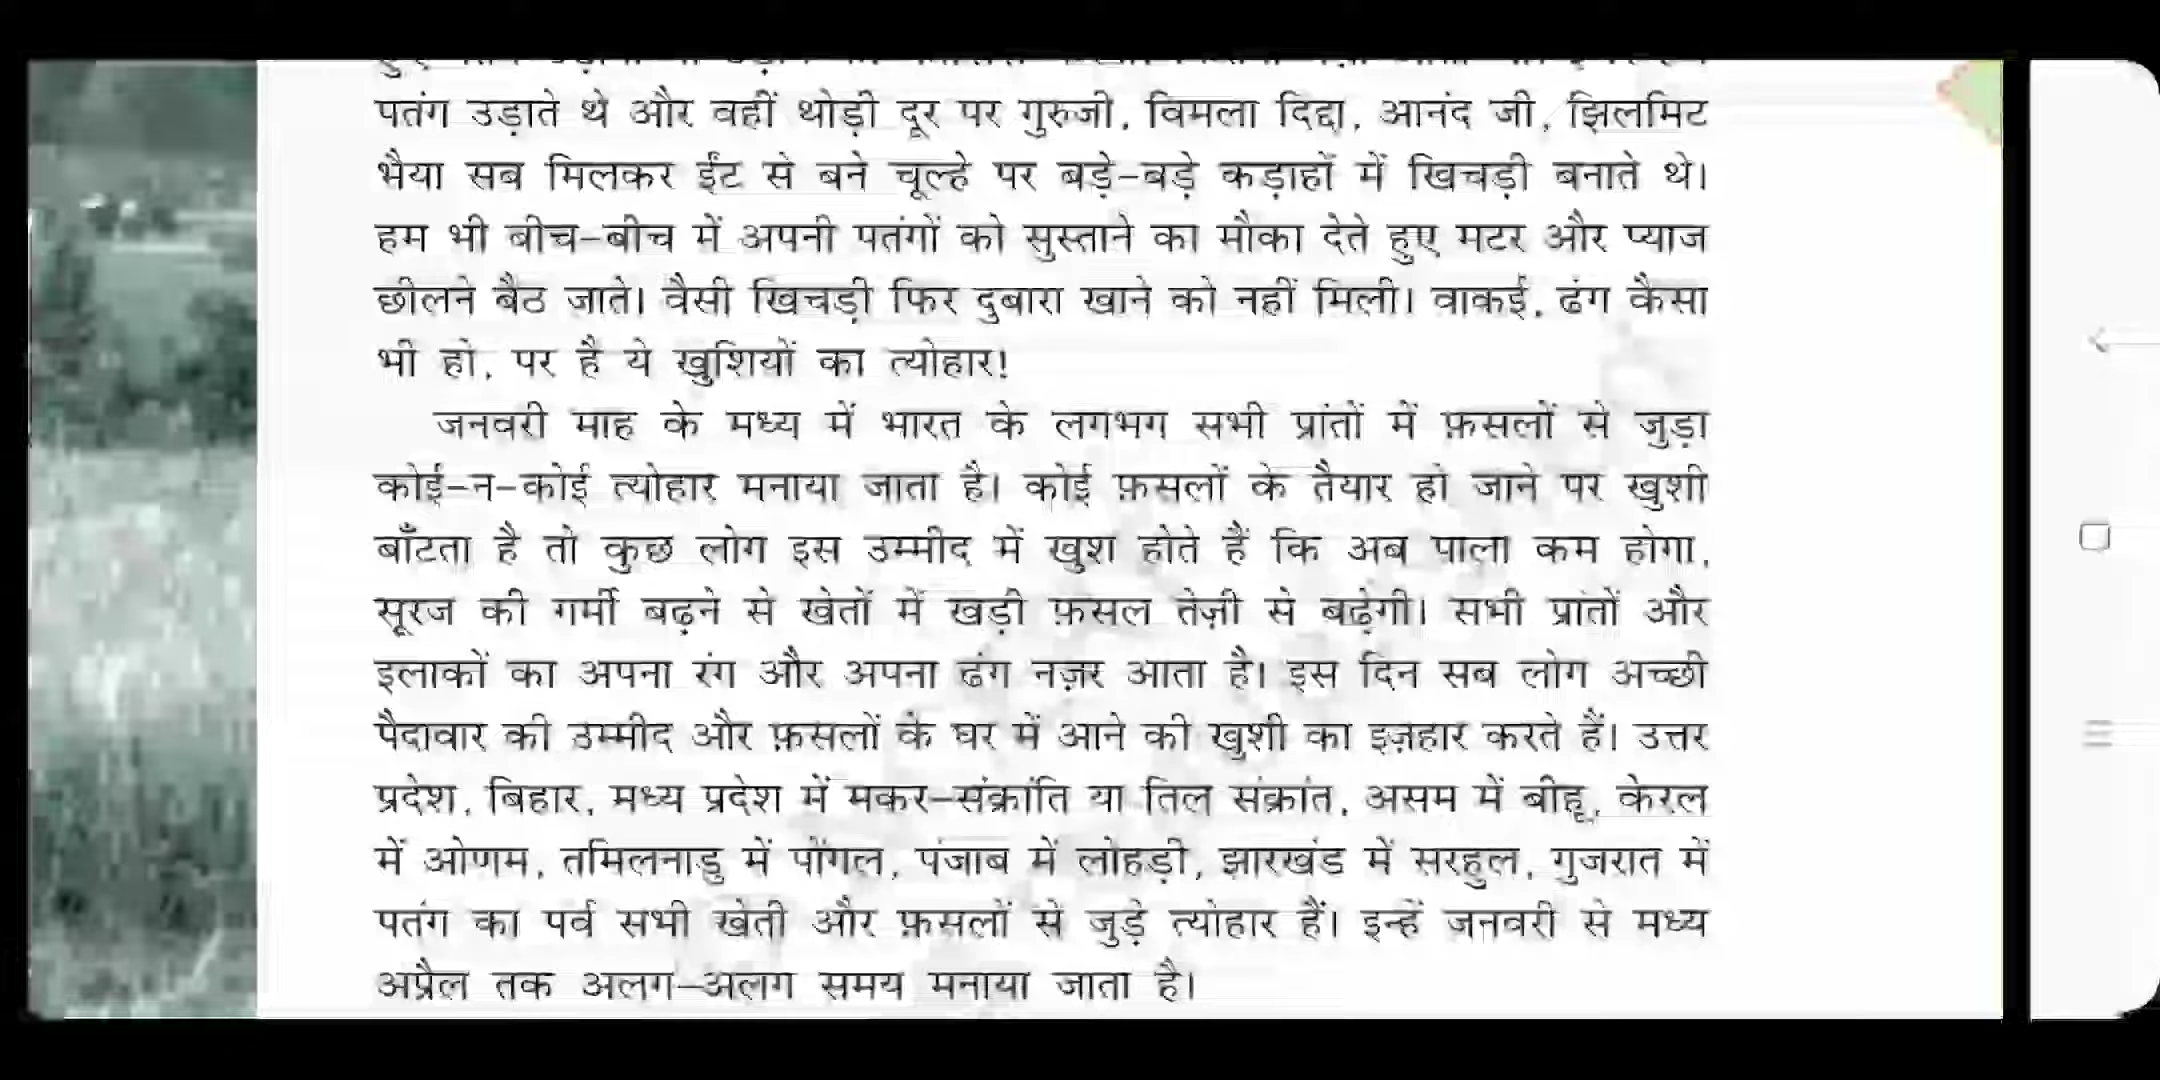 पतंग उड़ाते थे और वहीं थोड़ी दूर पर गुरुजी, विमला दिद्दा, आनंद जी, झिलमिट
भैया सब मिलकर ईंट से बने चूल्हे पर बड़े-बड़े कड़ाहों में खिचड़ी बनाते थे।
हम भी बीच-बीच में अपनी पतंगों को सुस्ताने का मौका देते हुए मटर और प्याज
छीलने बैठ जाते। वैसी खिचड़ी फिर दुबारा खाने को नहीं मिली। वाकई, ढंग कैसा
भी हो, पर है ये खुशियों का त्योहार!
जनवरी माह के मध्य में भारत के लगभग सभी प्रांतों में फ़सलों से जुड़ा
कोई-न-कोई त्योहार मनाया जाता है। कोई फ़सलों के तैयार हो जाने पर खुशी
बाँटता है तो कुछ लोग इस उम्मीद में खुश होते हैं कि अब पाला कम होगा,
सूरज की गर्मी बढ़ने से खेतों में खड़ी फ़सल तेज़ी से बढ़ेगी। सभी प्रांतों और
इलाकों का अपना रंग और अपना ढंग नज़र आता है। इस दिन सब लोग अच्छी
पैदावार की उम्मीद और फ़सलों के घर में आने की खुशी का इज़हार करते हैं। उत्तर
प्रदेश, बिहार, मध्य प्रदेश में मकर-संक्रांति या तिल संक्रांत, असम में बीहू, केरल
में ओणम, तमिलनाडु में पोंगल, पंजाब में लोहड़ी, झारखंड में सरहुल, गुजरात में
पतंग का पर्व सभी खेती और फ़सलों से जुड़े त्योहार हैं। इन्हें जनवरी से मध्य
अप्रैल तक अलग-अलग समय मनाया जाता है।